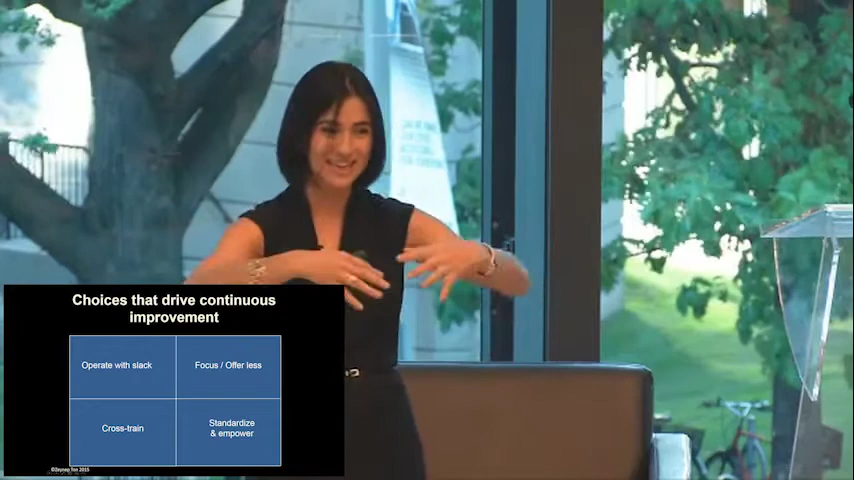 Choices that drive continuous
improvement
Operate with slack
Focus / Offer less
Cross-train
Standardize
& empower
©Zeynep Ton 2015